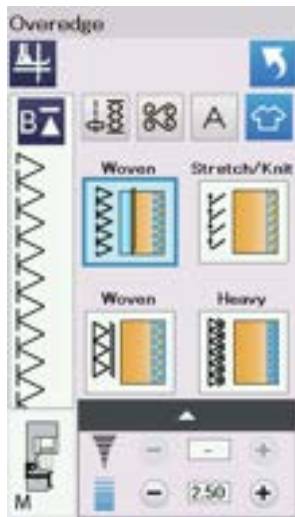 Overedge
B
A
Woven Stretch/Knit
Woven Heavy
- - +
M - 2.50 +